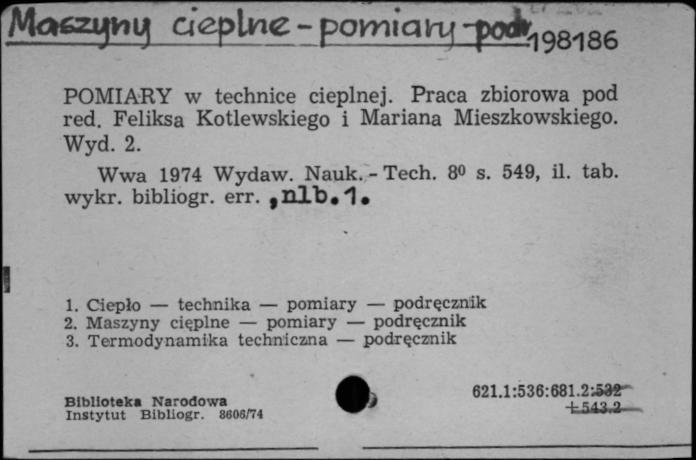 Maszyny cieplne - pomiary - podr. 198186
POMIARY w technice cieplnej. Praca zbiorowa pod
red. Feliksa Kotlewskiego i Mariana Mieszkowskiego.
Wyd. 2.
Wwa 1974 Wydaw. Nauk.-Tech. 8⁰ s. 549, il. tab.
wykr. bibliogr. err. ,nlb.1.
1. Ciepło — technika — pomiary — podręcznik
2. Maszyny cięplne — pomiary — podręcznik
3. Termodynamika techniczna — podręcznik
621.1:536:681.2:532
+543.2
Biblioteka Narodowa
Instytut Bibliogr. 8606/74